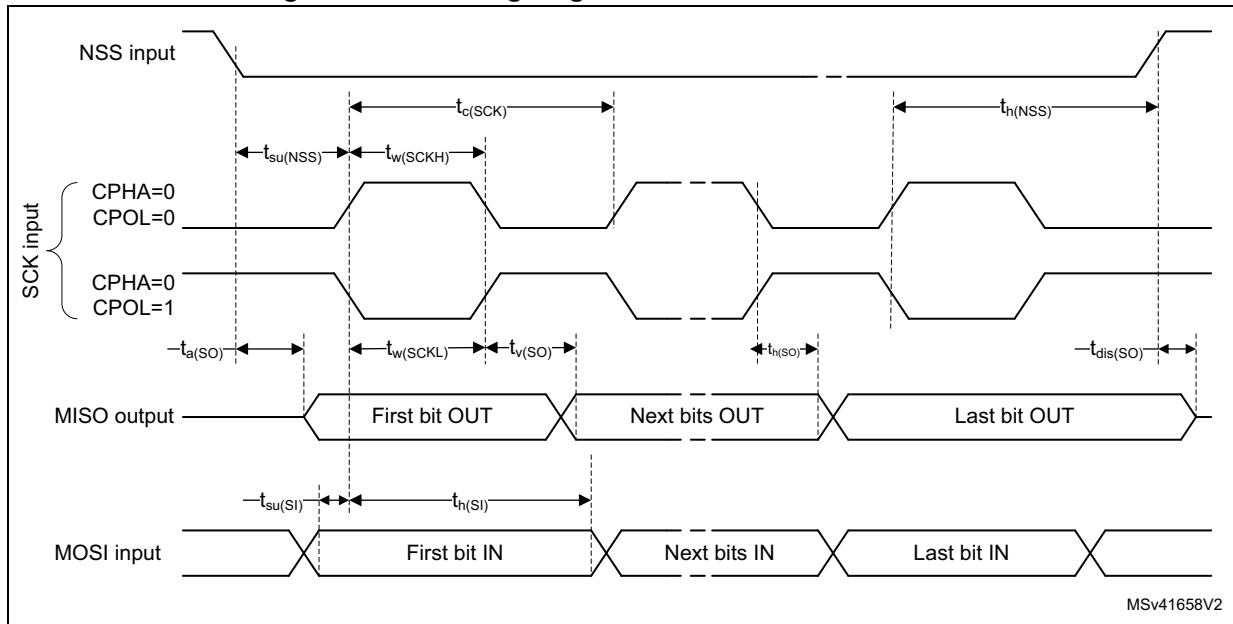 NSS input
tc(SCK)
th(NSS)
tsu(NSS)
tw(SCKH)
CPHA=0
CPOL=0
SCK input
CPHA=0
CPOL=1
ta(SO)
tw(SCKL)
tv(SO)
th(SO)
tdis(SO)
MISO output
First bit OUT
Next bits OUT
Last bit OUT
tsu(SI)
th(SI)
MOSI input
First bit IN
Next bits IN
Last bit IN
MSv41658V2